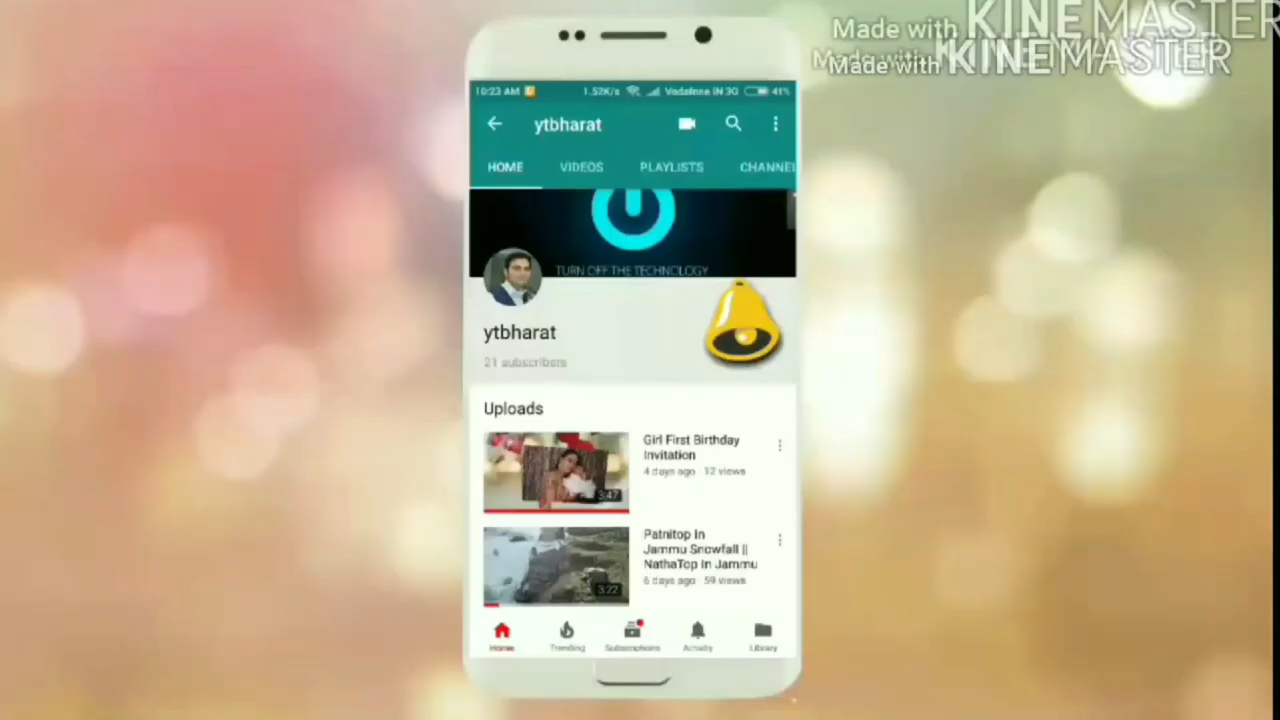 Made with KINEMASTER
Made with KINEMASTER
10:23 AM 1.52K/s Vodafone IN 3G 41%
ytbharat
HOME VIDEOS PLAYLISTS CHANNEL
TURN OFF THE TECHNOLOGY
ytbharat
21 subscribers
Uploads
Girl First Birthday
Invitation
4 days ago 12 views
3:47
Patnitop In
Jammu Snowfall ||
NathaTop In Jammu
6 days ago 59 views
3:22
Home Trending Subscriptions Activity Library